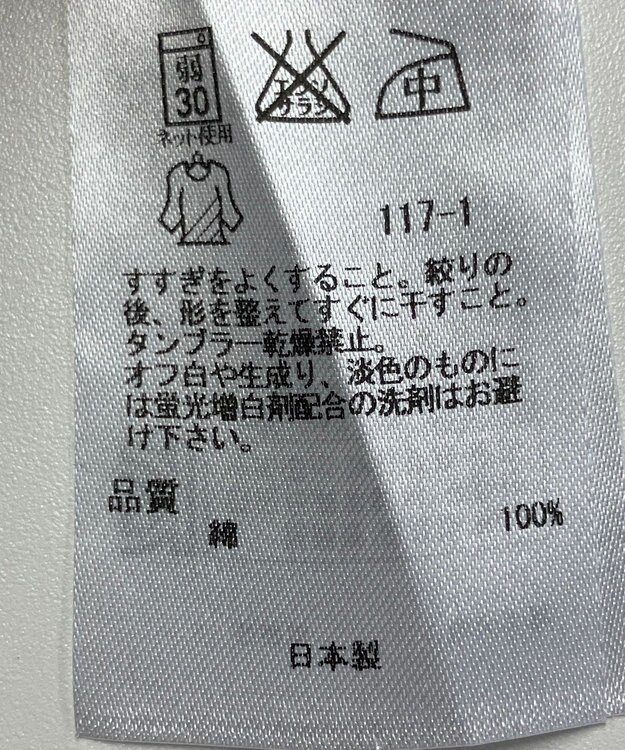 弱
30
ネット使用
エンソ
サラシ
中
117-1
すすぎをよくすること。絞りの
後、形を整えてすぐに干すこと。
タンブラー乾燥禁止。
オフ白や生成り、淡色のものに
は蛍光増白剤配合の洗剤はお避
け下さい。
品質
綿 100%
日本製